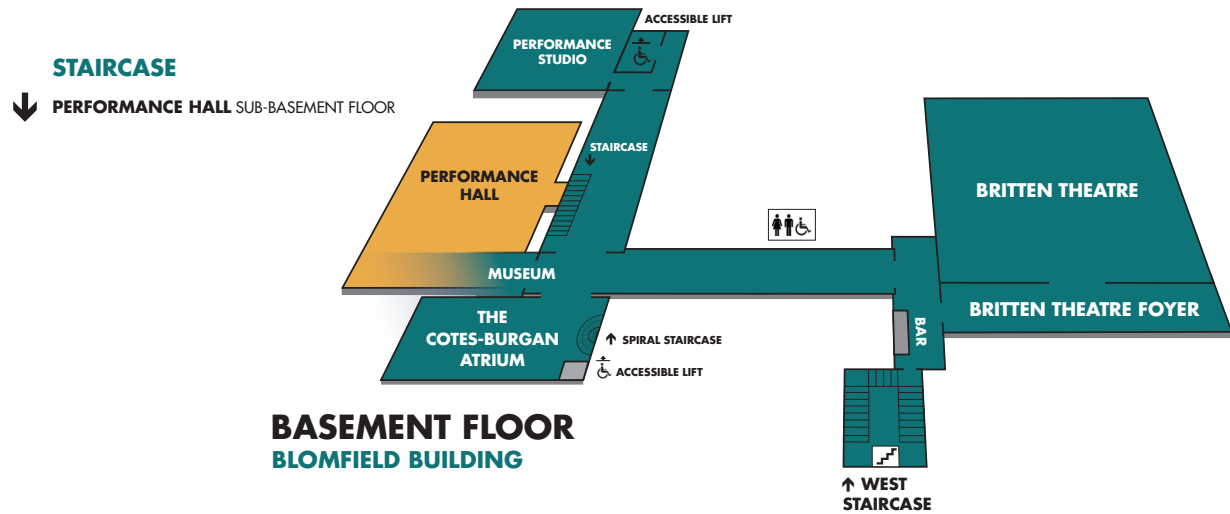 ACCESSIBLE LIFT
PERFORMANCE
STUDIO
STAIRCASE
PERFORMANCE HALL SUB-BASEMENT FLOOR
STAIRCASE
PERFORMANCE
HALL
BRITTEN THEATRE
MUSEUM
THE
COTES-BURGAN
ATRIUM
BRITTEN THEATRE FOYER
BAR
SPIRAL STAIRCASE
ACCESSIBLE LIFT
BASEMENT FLOOR
BLOMFIELD BUILDING
WEST
STAIRCASE